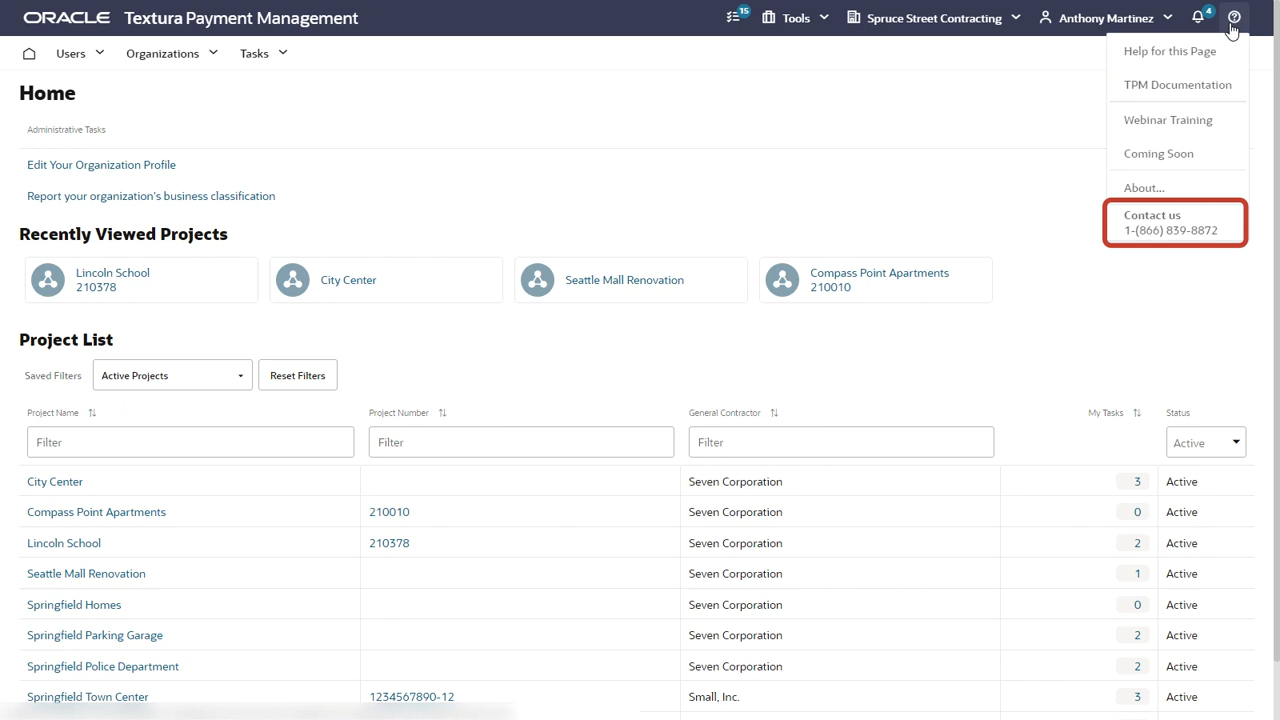 ORACLE Textura Payment Management
15
Tools
Spruce Street Contracting
Anthony Martinez
4
Users
Organizations
Tasks
Help for this Page
TPM Documentation
Webinar Training
Coming Soon
About...
Contact us
1-(866) 839-8872
Home
Administrative Tasks
Edit Your Organization Profile
Report your organization's business classification
Recently Viewed Projects
Lincoln School
210378
City Center
Seattle Mall Renovation
Compass Point Apartments
210010
Project List
Saved Filters
Active Projects
Reset Filters
Project Name
Project Number
General Contractor
My Tasks
Status
Filter
Filter
Filter
Active
City Center Seven Corporation 3 Active
Compass Point Apartments 210010 Seven Corporation 0 Active
Lincoln School 210378 Seven Corporation 2 Active
Seattle Mall Renovation Seven Corporation 1 Active
Springfield Homes Seven Corporation 0 Active
Springfield Parking Garage Seven Corporation 2 Active
Springfield Police Department Seven Corporation 2 Active
Springfield Town Center 1234567890-12 Small, Inc. 3 Active